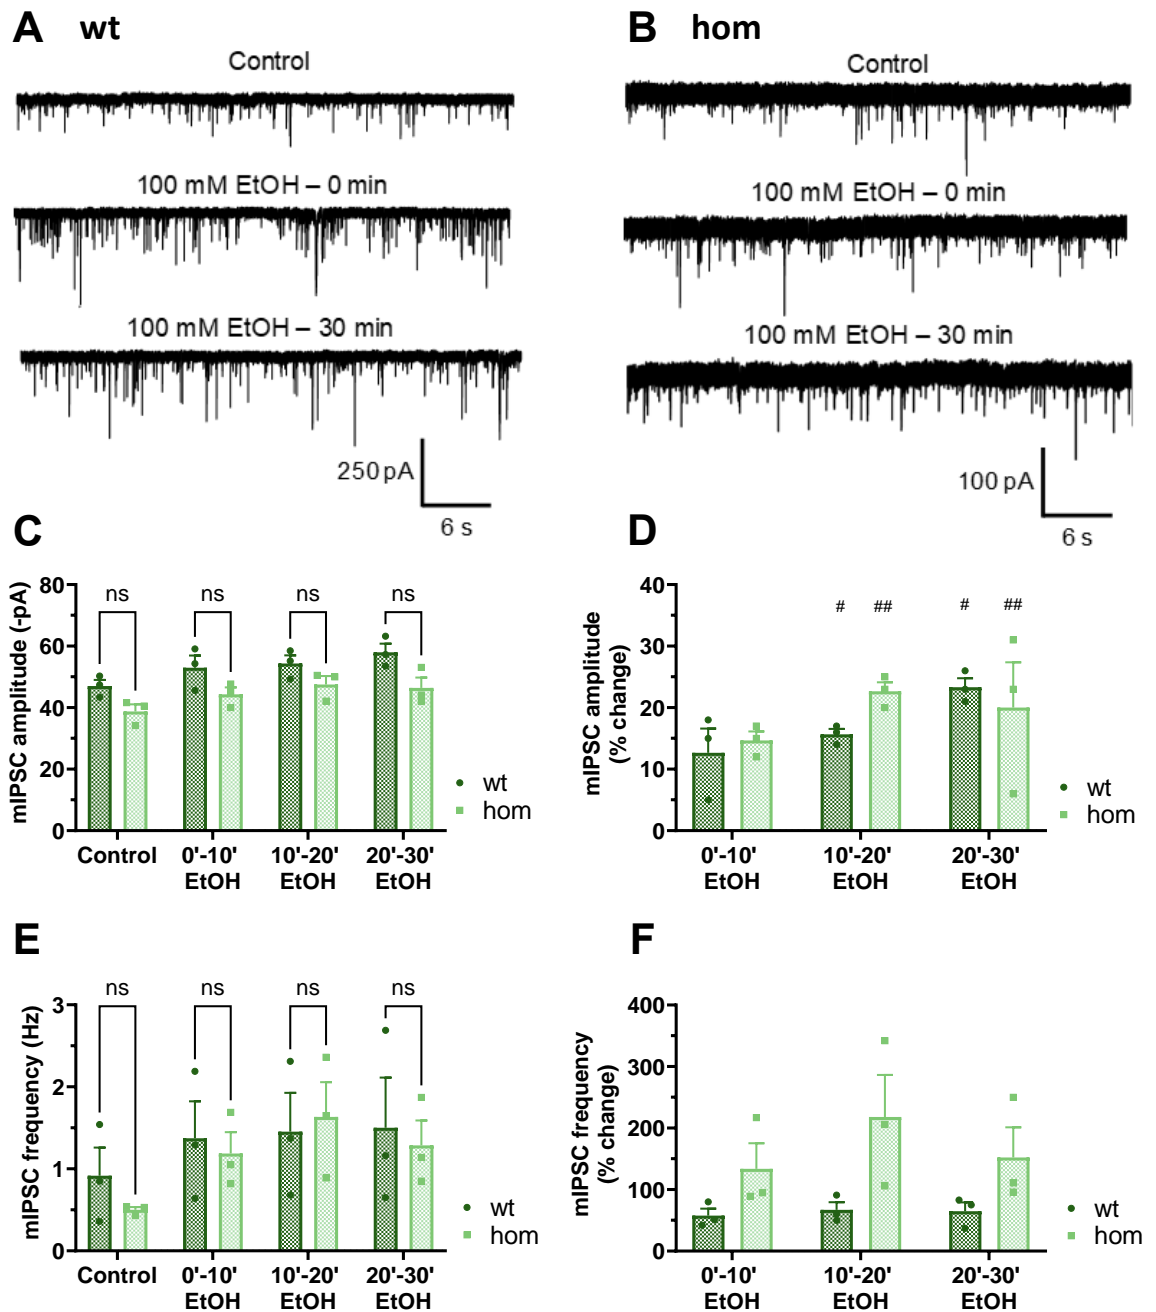 A wt
Control
100 mM EtOH – 0 min
100 mM EtOH – 30 min
250 pA
6 s
B hom
Control
100 mM EtOH – 0 min
100 mM EtOH – 30 min
100 pA
6 s
C
mIPSC amplitude (-pA)
80
60
40
20
0
ns
ns
ns
ns
Control
0'-10'
EtOH
10'-20'
EtOH
20'-30'
EtOH
wt
hom
D
mIPSC amplitude
(% change)
40
30
20
10
0
#
##
#
##
0'-10'
EtOH
10'-20'
EtOH
20'-30'
EtOH
wt
hom
E
mIPSC frequency (Hz)
3
2
1
0
ns
ns
ns
ns
Control
0'-10'
EtOH
10'-20'
EtOH
20'-30'
EtOH
wt
hom
F
mIPSC frequency
(% change)
400
300
200
100
0
0'-10'
EtOH
10'-20'
EtOH
20'-30'
EtOH
wt
hom